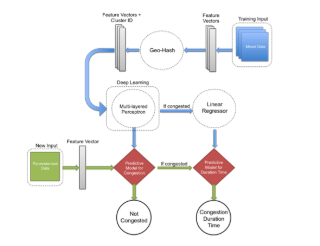 Feature Vectors +
Cluster ID
Feature
Vectors
Training Input
Geo-Hash
Deep Learning
Multi-layered
Perceptron
If congested
Linear
Regressor
New Input
Feature Vector
Predictive
Model for
Congestion
If congested
Predictive
Model for
Duration Time
Not
Congested
Congestion
Duration
Time